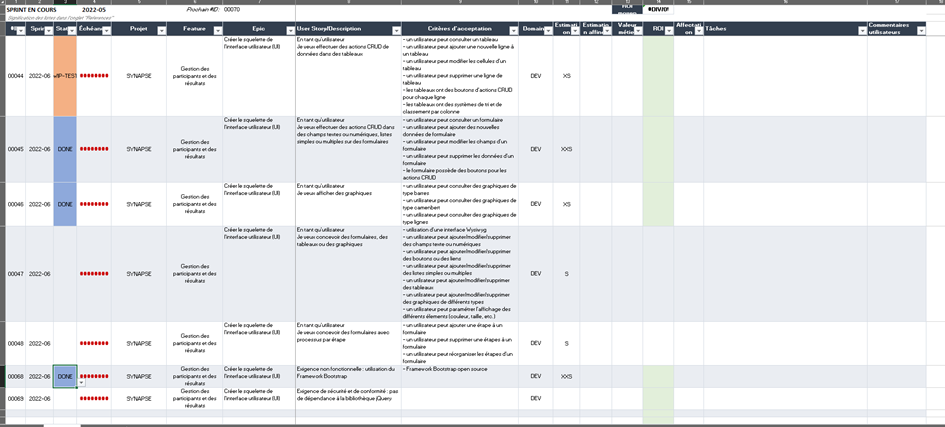 SPRINT EN COURS 2022-05 Prochain #ID: 00070 ROI #DIV/0!
Signification des listes dans l'onglet "Références"
Projet Feature Epic User Story/Description Critères d'acceptation Domain Estimati on Estimatio n affin Valeur métie ROI Affectati on Tâches Commentaires utilisateurs
00044 2022-06 WIP-TEST ######## SYNAPSE Gestion des participants et des résultats
Créer le squelette de l'interface utilisateur (UI)
En tant qu'utilisateur
Je veux effectuer des actions CRUD de données dans des tableaux
- un utilisateur peut consulter un tableau
- un utilisateur peut ajouter une nouvelle ligne à un tableau
- un utilisateur peut modifier les cellules d'un tableau
- un utilisateur peut supprimer une ligne de tableau
- les tableaux ont des boutons d'actions CRUD pour chaque ligne
- les tableaux ont des systèmes de tri et de classement par colonne
DEV XS
00045 2022-06 DONE ######## SYNAPSE Gestion des participants et des résultats
Créer le squelette de l'interface utilisateur (UI)
En tant qu'utilisateur
Je veux effectuer des actions CRUD dans des champs textes ou numériques, listes simples ou multiples sur des formulaires
- un utilisateur peut consulter un formulaire
- un utilisateur peut ajouter des nouvelles données de formulaire
- un utilisateur peut modifier les champs d'un formulaire
- un utilisateur peut supprimer les données d'un formulaire
- le formulaire possède des boutons pour les actions CRUD
DEV XXS
00046 2022-06 DONE ######## SYNAPSE Gestion des participants et des résultats
Créer le squelette de l'interface utilisateur (UI)
En tant qu'utilisateur
Je veux afficher des graphiques
- un utilisateur peut consulter des graphiques de type barres
- un utilisateur peut consulter des graphiques de type camembert
- un utilisateur peut consulter des graphiques de type lignes
DEV XS
00047 2022-06 ######## SYNAPSE Gestion des participants et des résultats
Créer le squelette de l'interface utilisateur (UI)
En tant qu'utilisateur
Je veux concevoir des formulaires, des tableaux ou des graphiques
- utilisation d'une interface Wysiwyg
- un utilisateur peut ajouter/modifier/supprimer des champs texte ou numériques
- un utilisateur peut ajouter/modifier/supprimer des boutons ou des liens
- un utilisateur peut ajouter/modifier/supprimer des listes simples ou multiples
- un utilisateur peut ajouter/modifier/supprimer des tableaux
- un utilisateur peut ajouter/modifier/supprimer des graphiques de différents types
- un utilisateur peut paramétrer l'affichage des différents élements (couleur, taille, etc.)
DEV S
00048 2022-06 ######## SYNAPSE Gestion des participants et des résultats
Créer le squelette de l'interface utilisateur (UI)
En tant qu'utilisateur
Je veux concevoir des formulaires avec processus par étape
- un utilisateur peut ajouter une étape à un formulaire
- un utilisateur peut supprimer une étapes à un formulaire
- un utilisateur peut réorganiser les étapes d'un formulaire
DEV S
00068 2022-06 DONE ######## SYNAPSE Gestion des participants et des résultats
Créer le squelette de l'interface utilisateur (UI)
Exigence non fonctionnelle : utilisation du Framework Bootstrap
- Framework Bootstrap open source
DEV XXS
00069 2022-06 ######## SYNAPSE Gestion des participants et des résultats
Créer le squelette de l'interface utilisateur (UI)
Exigence de sécurité et de conformité : pas de dépendance à la bibliothèque jQuery
DEV